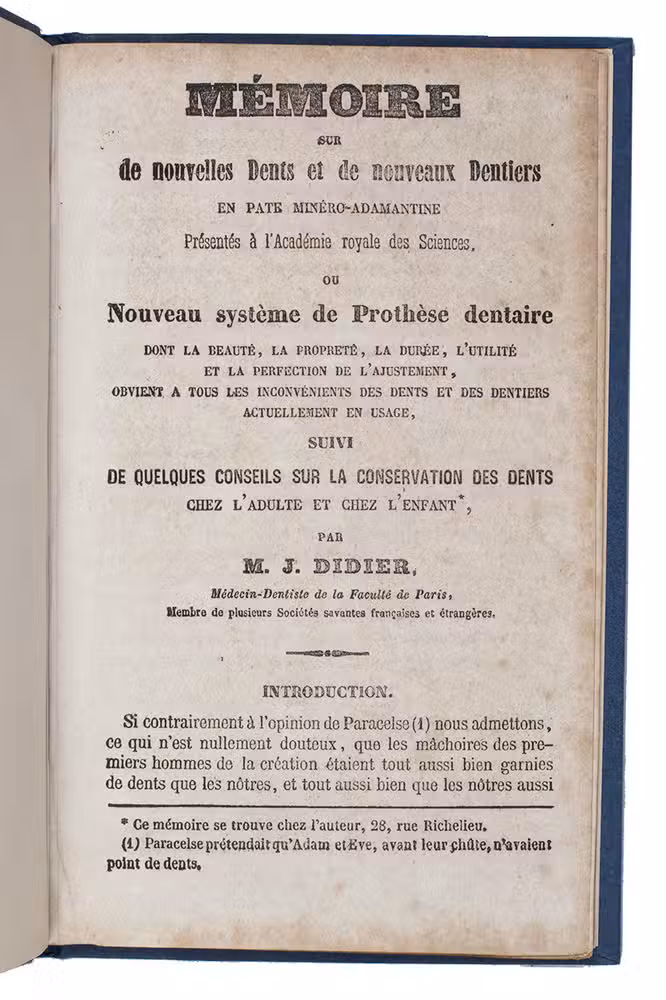 MÉMOIRE
SUR
de nouvelles Dents et de nouveaux Dentiers
EN PATE MINÉRO-ADAMANTINE
Présentés à l'Académie royale des Sciences,
OU
Nouveau système de Prothèse dentaire
DONT LA BEAUTÉ, LA PROPRETÉ, LA DURÉE, L'UTILITÉ
ET LA PERFECTION DE L'AJUSTEMENT,
OBVIENT A TOUS LES INCONVÉNIENTS DES DENTS ET DES DENTIERS
ACTUELLEMENT EN USAGE,
SUIVI
DE QUELQUES CONSEILS SUR LA CONSERVATION DES DENTS
CHEZ L'ADULTE ET CHEZ L'ENFANT*,
PAR
M. J. DIDIER,
Médecin-Dentiste de la Faculté de Paris,
Membre de plusieurs Sociétés savantes françaises et étrangères.
INTRODUCTION.
Si contrairement à l'opinion de Paracelse (1) nous admettons,
ce qui n'est nullement douteux, que les mâchoires des pre-
miers hommes de la création étaient tout aussi bien garnies
de dents que les nôtres, et tout aussi bien que les nôtres aussi
* Ce mémoire se trouve chez l'auteur, 28, rue Richelieu.
(1) Paracelse prétendait qu'Adam et Eve, avant leur chûte, n'avaient
point de dents.